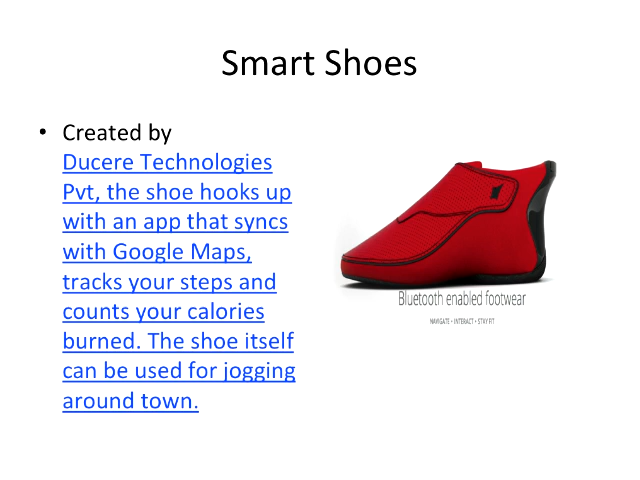 Smart Shoes
• Created by
Ducere Technologies
Pvt, the shoe hooks up
with an app that syncs
with Google Maps,
tracks your steps and
counts your calories
burned. The shoe itself
can be used for jogging
around town.
Bluetooth enabled footwear
NAVIGATE • INTERACT • STAY FIT